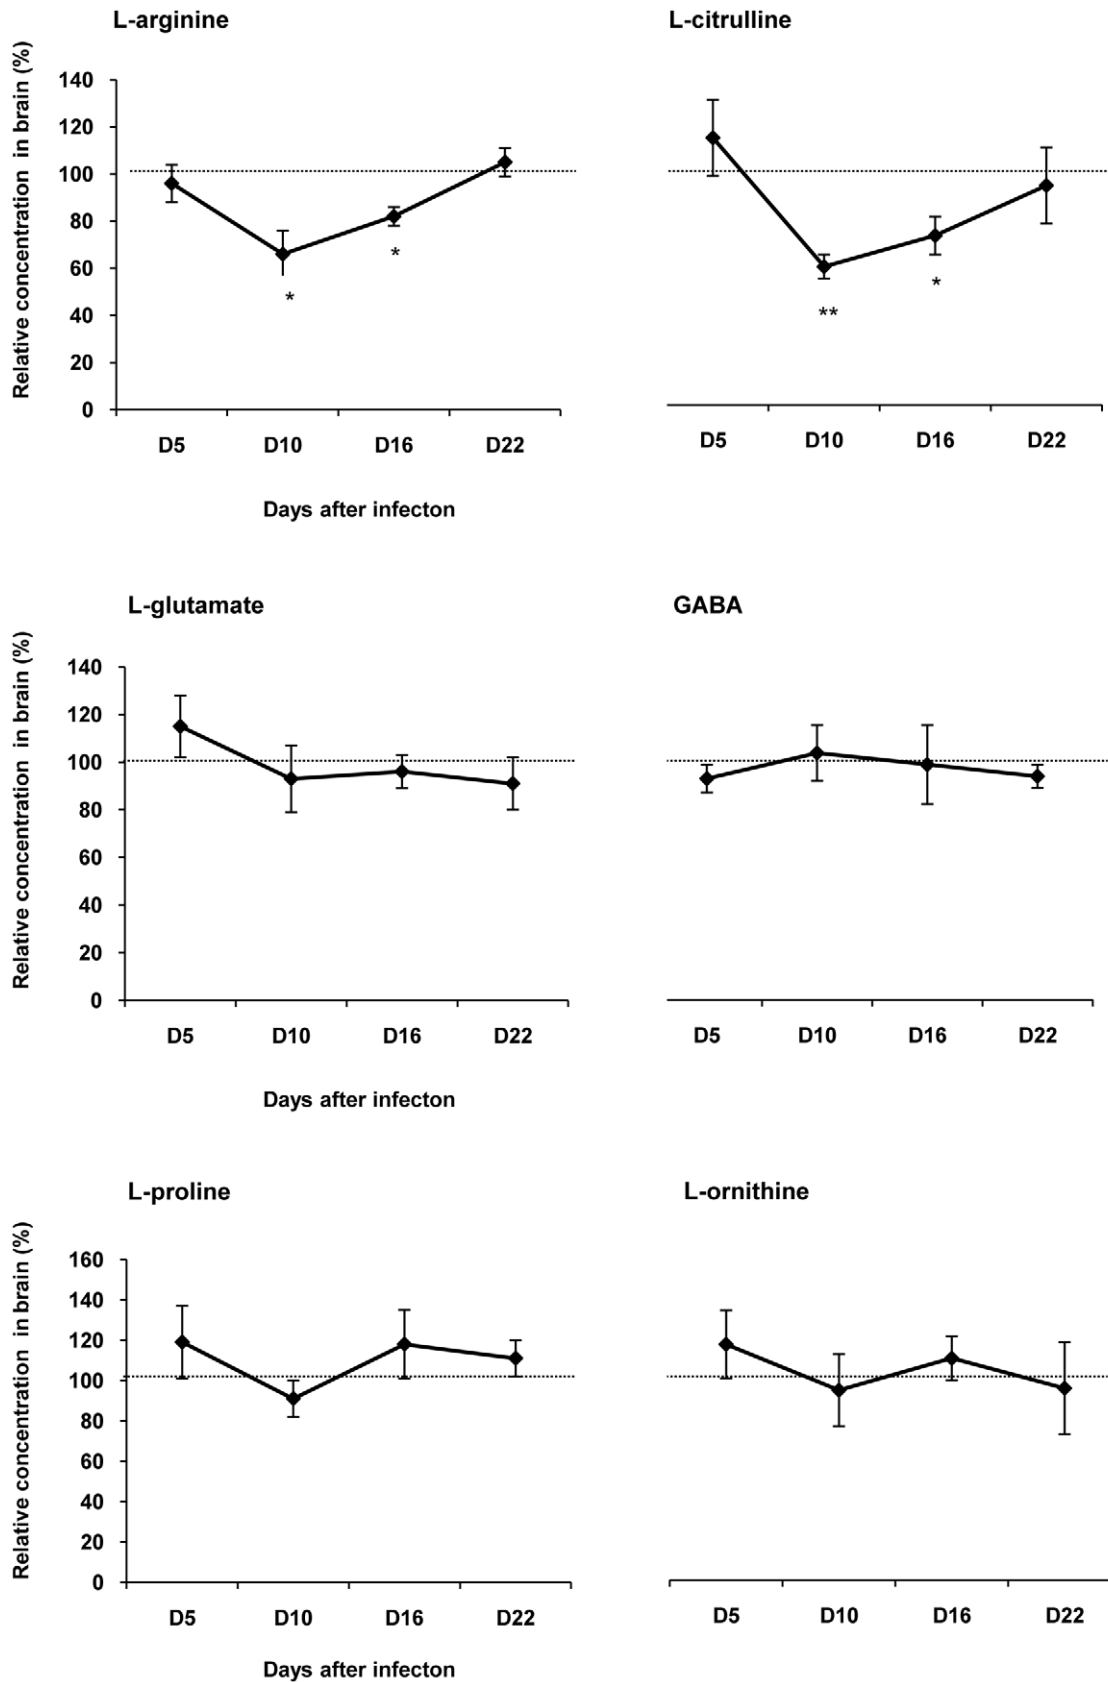 L-arginine
L-citrulline
Relative concentration in brain (%)
140
120
100
80
60
40
20
0
*
*
**
*
D5 D10 D16 D22
D5 D10 D16 D22
Days after infecton
L-glutamate
GABA
Relative concentration in brain (%)
140
120
100
80
60
40
20
0
D5 D10 D16 D22
D5 D10 D16 D22
Days after infecton
L-proline
L-ornithine
Relative concentration in brain (%)
160
140
120
100
80
60
40
20
0
D5 D10 D16 D22
D5 D10 D16 D22
Days after infecton